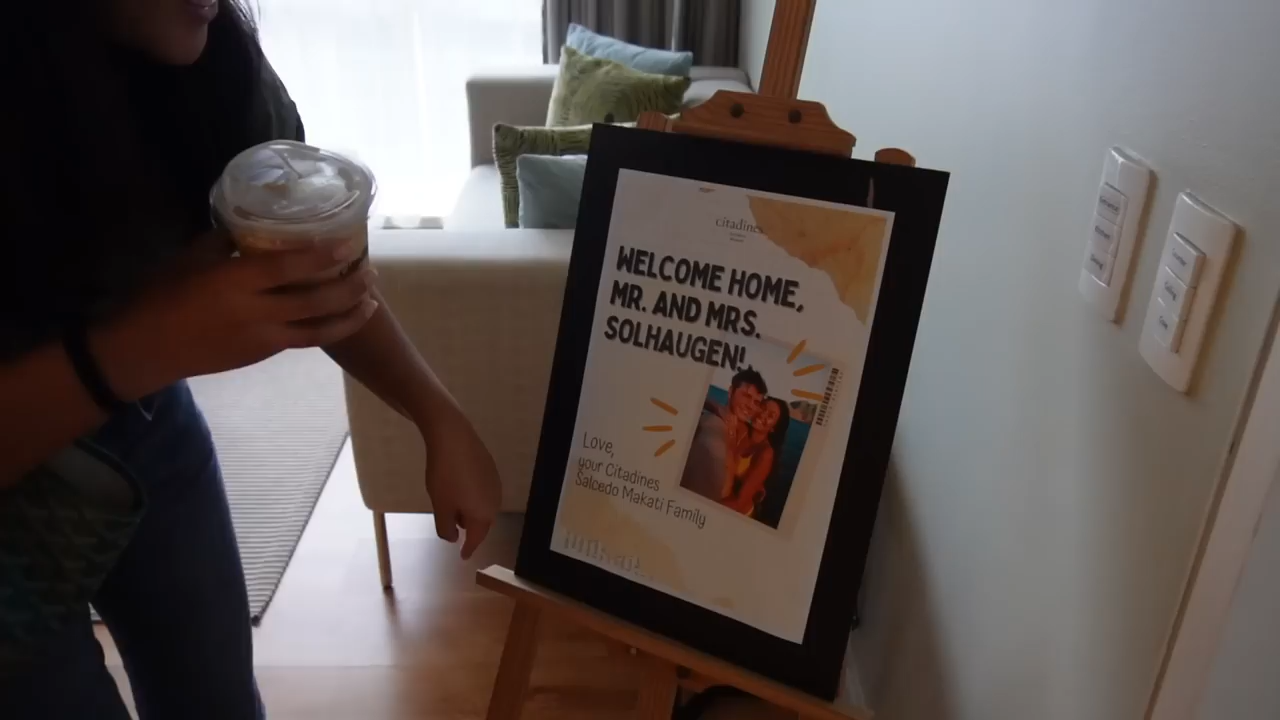 citadines
WELCOME HOME,
MR. AND MRS.
SOLHAUGEN!
Love,
your Citadines
Salcedo Makati Family